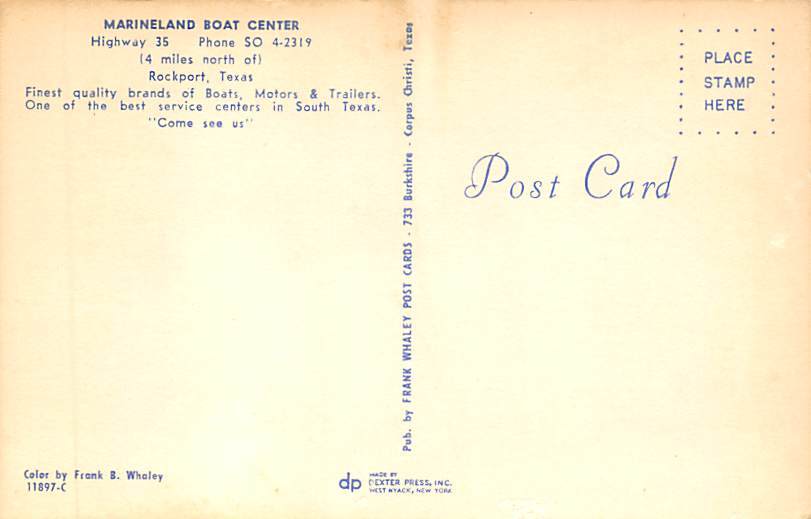 MARINELAND BOAT CENTER
Highway 35 Phone SO 4-2319
(4 miles north of)
Rockport, Texas
Finest quality brands of Boats, Motors & Trailers.
One of the best service centers in South Texas.
"Come see us"
Color by Frank B. Whaley
11897-C
Pub. by FRANK WHALEY POST CARDS - 733 Burkshire - Corpus Christi, Texas
dp
MADE BY
DEXTER PRESS, INC.
WEST NYACK, NEW YORK
PLACE
STAMP
HERE
Post Card